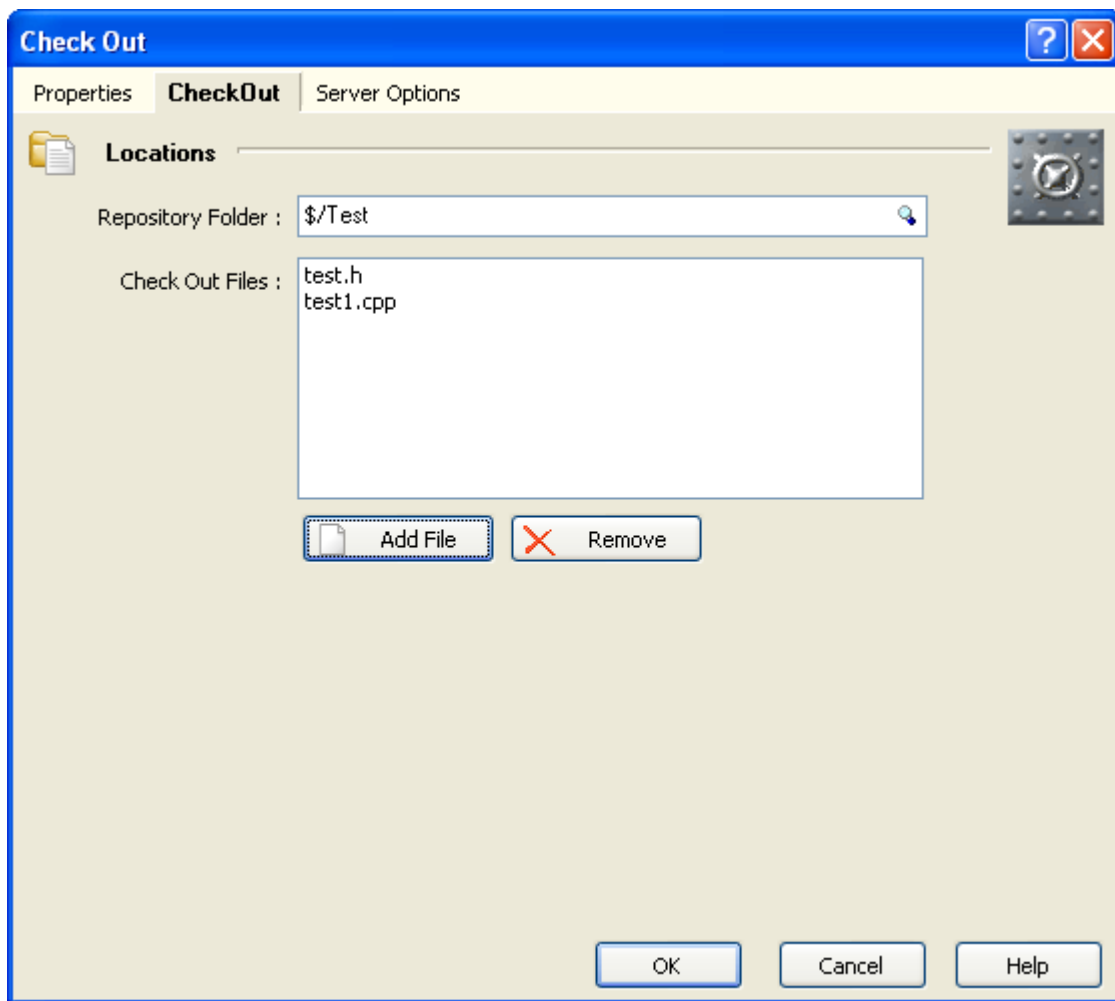 Check Out
Properties CheckOut Server Options
Locations
Repository Folder : $/Test
Check Out Files : test.h
test1.cpp
Add File Remove
OK Cancel Help